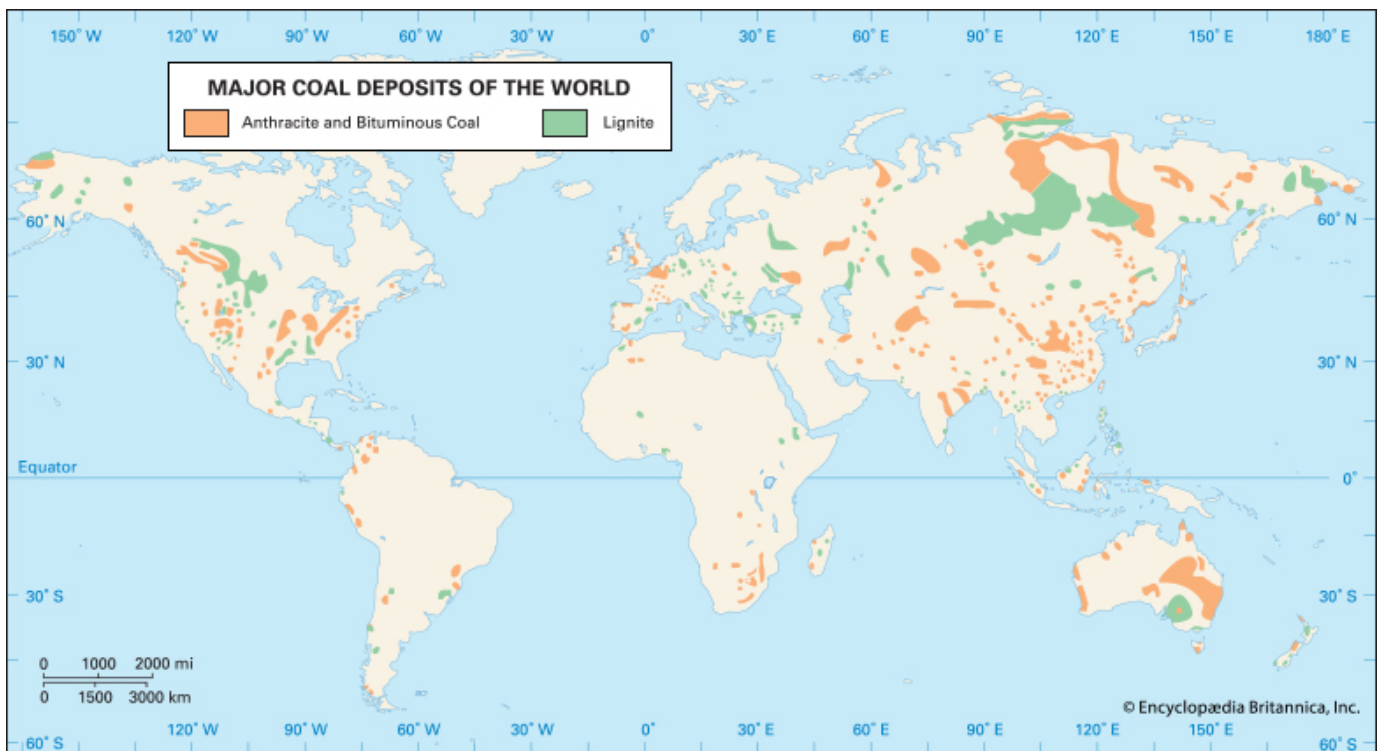 150° W 120° W 90° W 60° W 30° W 0° 30° E 60° E 90° E 120° E 150° E 180° E
MAJOR COAL DEPOSITS OF THE WORLD
Anthracite and Bituminous Coal Lignite
60° N 60° N
30° N 30° N
Equator 0°
30° S 30° S
0 1000 2000 mi
0 1500 3000 km
© Encyclopædia Britannica, Inc.
120° W 90° W 60° W 30° W 0° 30° E 60° E 90° E 120° E 150° E
60° S 60° S